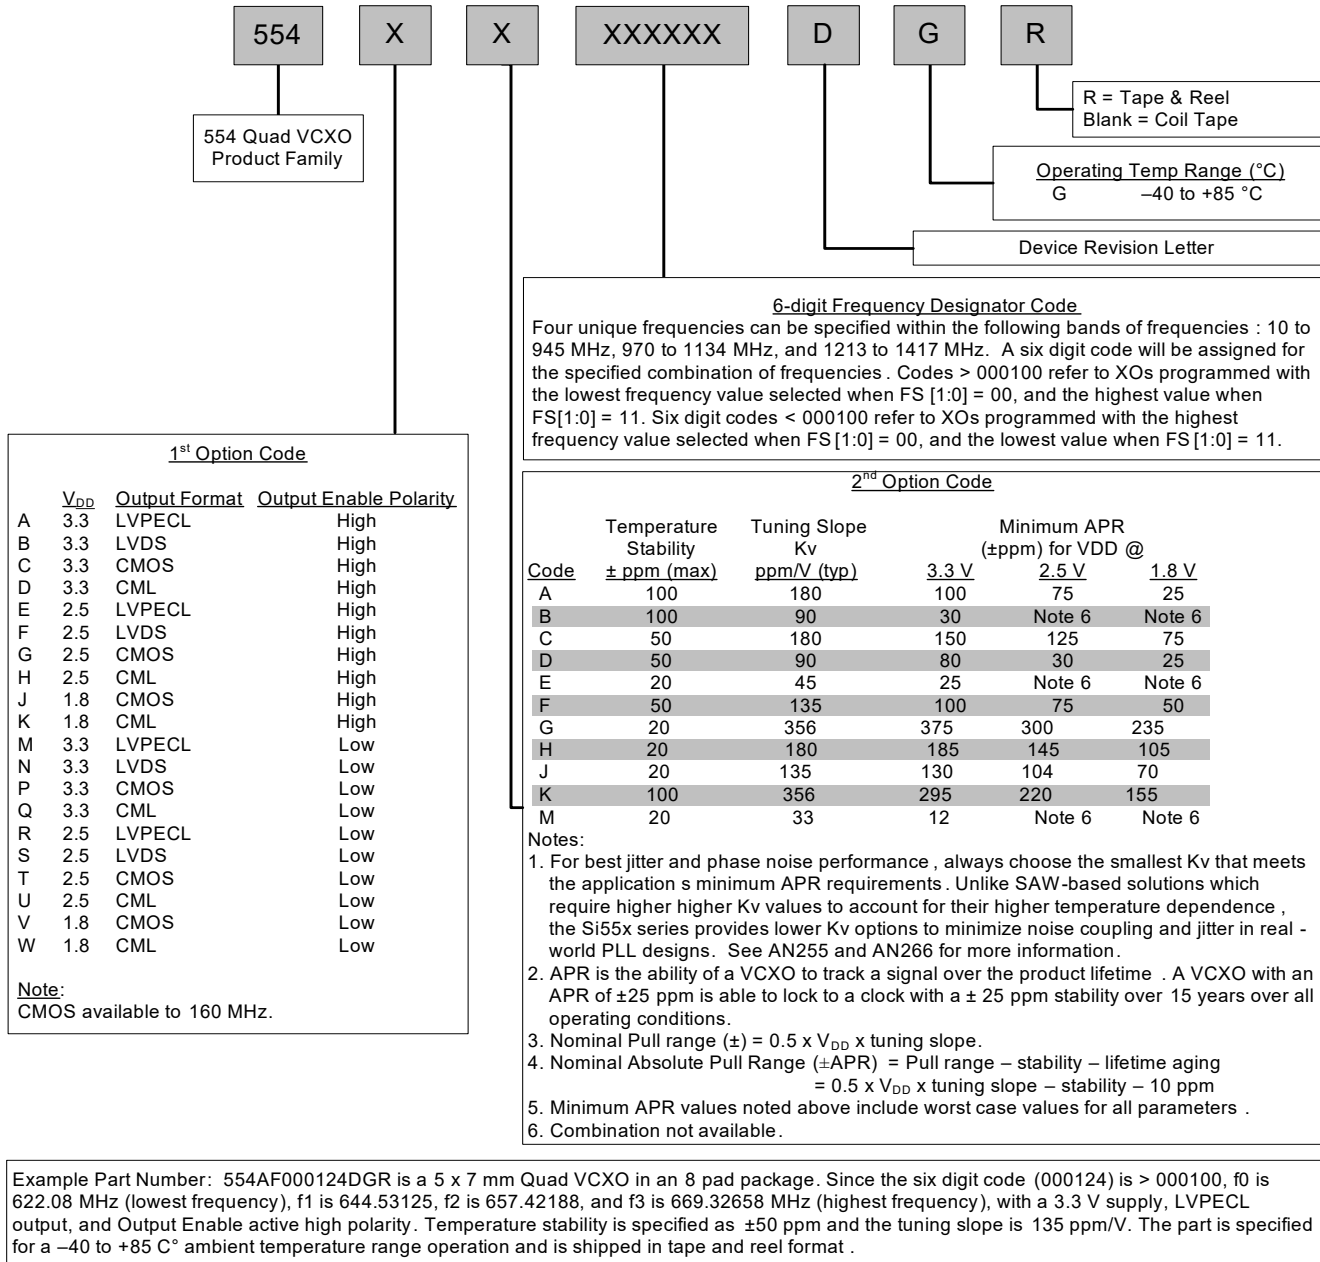 554 X X XXXXXX D G R
R = Tape & Reel
Blank = Coil Tape
554 Quad VCXO
Product Family
Operating Temp Range (°C)
G –40 to +85 °C
Device Revision Letter
6-digit Frequency Designator Code
Four unique frequencies can be specified within the following bands of frequencies : 10 to
945 MHz, 970 to 1134 MHz, and 1213 to 1417 MHz. A six digit code will be assigned for
the specified combination of frequencies . Codes > 000100 refer to XOs programmed with
the lowest frequency value selected when FS [1:0] = 00, and the highest value when
FS[1:0] = 11. Six digit codes < 000100 refer to XOs programmed with the highest
frequency value selected when FS [1:0] = 00, and the lowest value when FS [1:0] = 11.
1st Option Code
VDD Output Format Output Enable Polarity
A 3.3 LVPECL High
B 3.3 LVDS High
C 3.3 CMOS High
D 3.3 CML High
E 2.5 LVPECL High
F 2.5 LVDS High
G 2.5 CMOS High
H 2.5 CML High
J 1.8 CMOS High
K 1.8 CML High
M 3.3 LVPECL Low
N 3.3 LVDS Low
P 3.3 CMOS Low
Q 3.3 CML Low
R 2.5 LVPECL Low
S 2.5 LVDS Low
T 2.5 CMOS Low
U 2.5 CML Low
V 1.8 CMOS Low
W 1.8 CML Low
Note:
CMOS available to 160 MHz.
2nd Option Code
Temperature Tuning Slope Minimum APR
Stability Kv (±ppm) for VDD @
Code ± ppm (max) ppm/V (typ) 3.3 V 2.5 V 1.8 V
A 100 180 100 75 25
B 100 90 30 Note 6 Note 6
C 50 180 150 125 75
D 50 90 80 30 25
E 20 45 25 Note 6 Note 6
F 50 135 100 75 50
G 20 356 375 300 235
H 20 180 185 145 105
J 20 135 130 104 70
K 100 356 295 220 155
M 20 33 12 Note 6 Note 6
Notes:
1. For best jitter and phase noise performance , always choose the smallest Kv that meets
the application s minimum APR requirements . Unlike SAW-based solutions which
require higher higher Kv values to account for their higher temperature dependence ,
the Si55x series provides lower Kv options to minimize noise coupling and jitter in real -
world PLL designs. See AN255 and AN266 for more information.
2. APR is the ability of a VCXO to track a signal over the product lifetime . A VCXO with an
APR of ±25 ppm is able to lock to a clock with a ± 25 ppm stability over 15 years over all
operating conditions.
3. Nominal Pull range (±) = 0.5 x VDD x tuning slope.
4. Nominal Absolute Pull Range (±APR) = Pull range – stability – lifetime aging
= 0.5 x VDD x tuning slope – stability – 10 ppm
5. Minimum APR values noted above include worst case values for all parameters .
6. Combination not available.
Example Part Number: 554AF000124DGR is a 5 x 7 mm Quad VCXO in an 8 pad package. Since the six digit code (000124) is > 000100, f0 is
622.08 MHz (lowest frequency), f1 is 644.53125, f2 is 657.42188, and f3 is 669.32658 MHz (highest frequency), with a 3.3 V supply, LVPECL
output, and Output Enable active high polarity. Temperature stability is specified as ±50 ppm and the tuning slope is 135 ppm/V. The part is specified
for a –40 to +85 C° ambient temperature range operation and is shipped in tape and reel format .